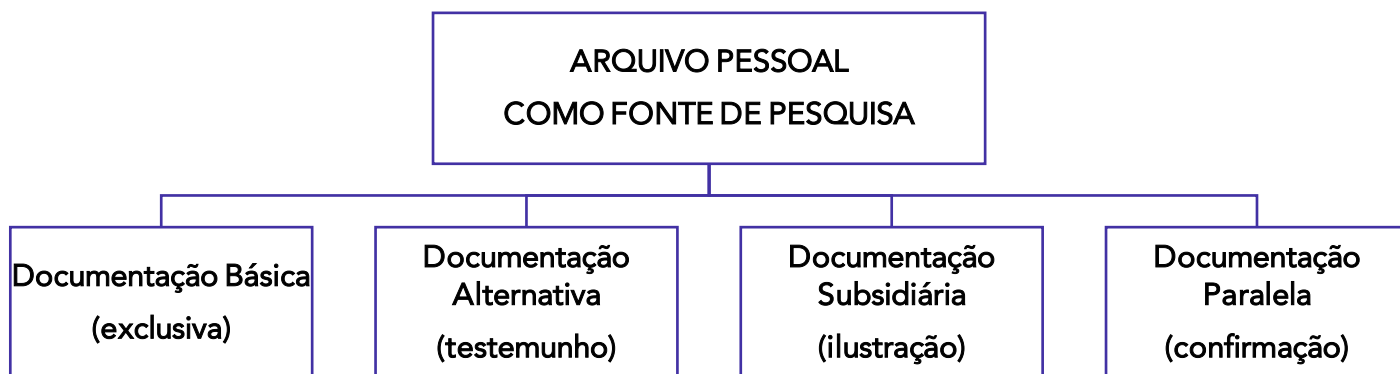 ARQUIVO PESSOAL
COMO FONTE DE PESQUISA
Documentação Básica
(exclusiva)
Documentação
Alternativa
(testemunho)
Documentação
Subsidiária
(ilustração)
Documentação
Paralela
(confirmação)